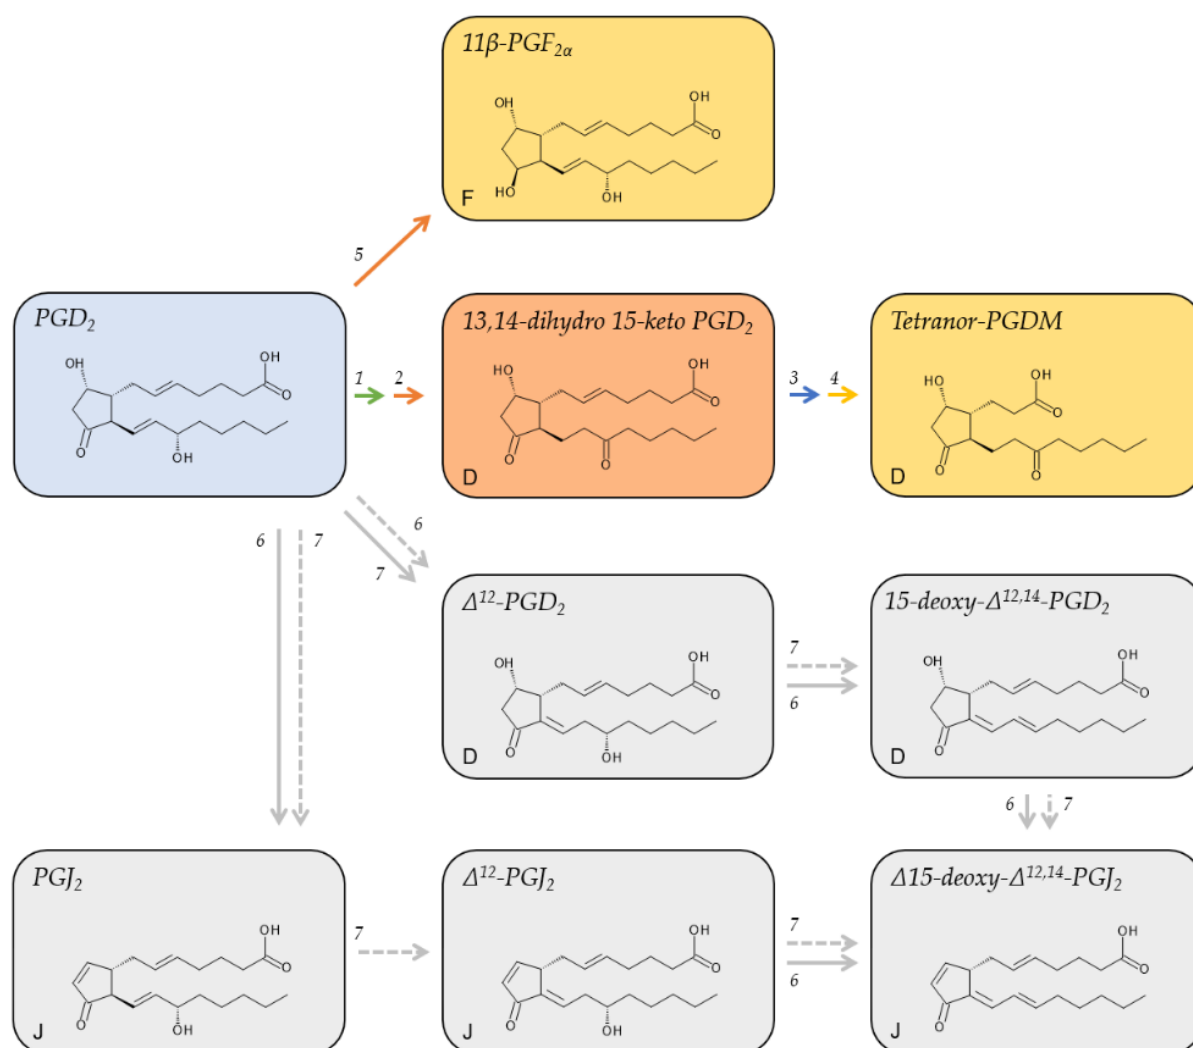 11β-PGF2α
OH
OH
O
HO
OH
F
5
PGD2
OH
OH
O
O
OH
1
2
13,14-dihydro 15-keto PGD2
HO
OH
O
O
O
D
3
4
Tetranor-PGDM
HO
OH
O
O
O
D
6
7
6
7
Δ12-PGD2
OH
OH
O
O
OH
D
7
6
15-deoxy-Δ12,14-PGD2
OH
OH
O
O
D
6
7
PGJ2
OH
O
O
OH
J
7
Δ12-PGJ2
OH
O
O
OH
J
7
6
Δ15-deoxy-Δ12,14-PGJ2
OH
O
O
J